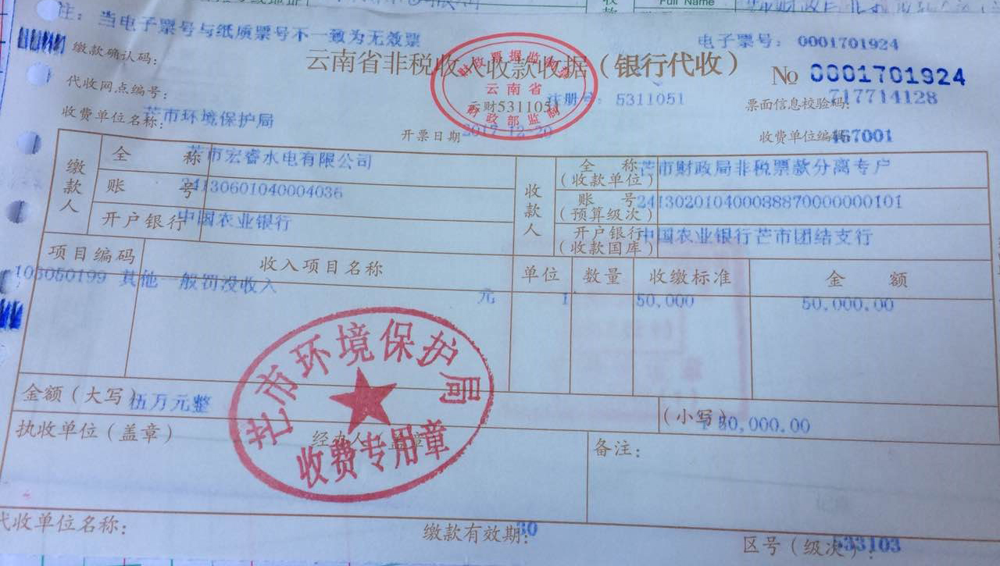 Full Name
注: 当电子票号与纸质票号不一致为无效票
电子票号: 0001701924
缴款确认码:
云南省非税收入收款收据(银行代收)
№ 0001701924
代收网点编号:
注册号: 5311051
票面信息校验码: 717714128
收费单位名称: 芒市环境保护局
开票日期 2017-12-20
收费单位编码: 467001
财政票据监制章
云南省
云财5311051
财政部监制
缴款人
全称 芒市宏睿水电有限公司
账号 24130601040004036
开户银行 中国农业银行
收款人
全称(收款单位) 芒市财政局非税票款分离专户
账号(预算级次) 241302010400088870000000101
开户银行(收款国库) 中国农业银行芒市团结支行
项目编码 收入项目名称 单位 数量 收缴标准 金额
103050199 其他一般罚没收入 元 1 50,000 50,000.00
金额(大写) 伍万元整
(小写) ¥50,000.00
执收单位(盖章)
经办人(盖章)
备注:
芒市环境保护局
收费专用章
代收单位名称:
缴款有效期: 30
区号(级次): 533103